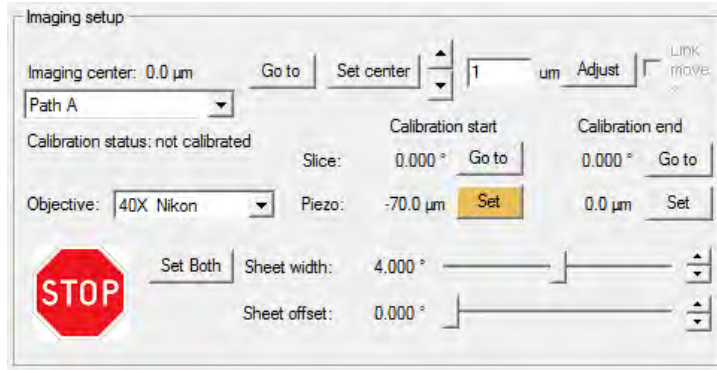 Imaging setup
Imaging center: 0.0 µm Go to Set center 1 um Adjust Link move
Path A
Calibration status: not calibrated
Calibration start Calibration end
Slice: 0.000 ° Go to 0.000 ° Go to
Objective: 40X Nikon Piezo: -70.0 µm Set 0.0 µm Set
STOP Set Both Sheet width: 4.000 °
Sheet offset: 0.000 °